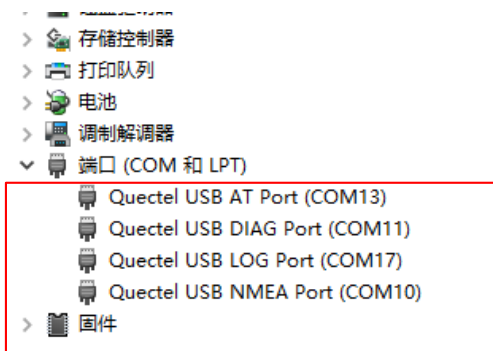 存储控制器
打印队列
电池
调制解调器
端口 (COM 和 LPT)
Quectel USB AT Port (COM13)
Quectel USB DIAG Port (COM11)
Quectel USB LOG Port (COM17)
Quectel USB NMEA Port (COM10)
固件